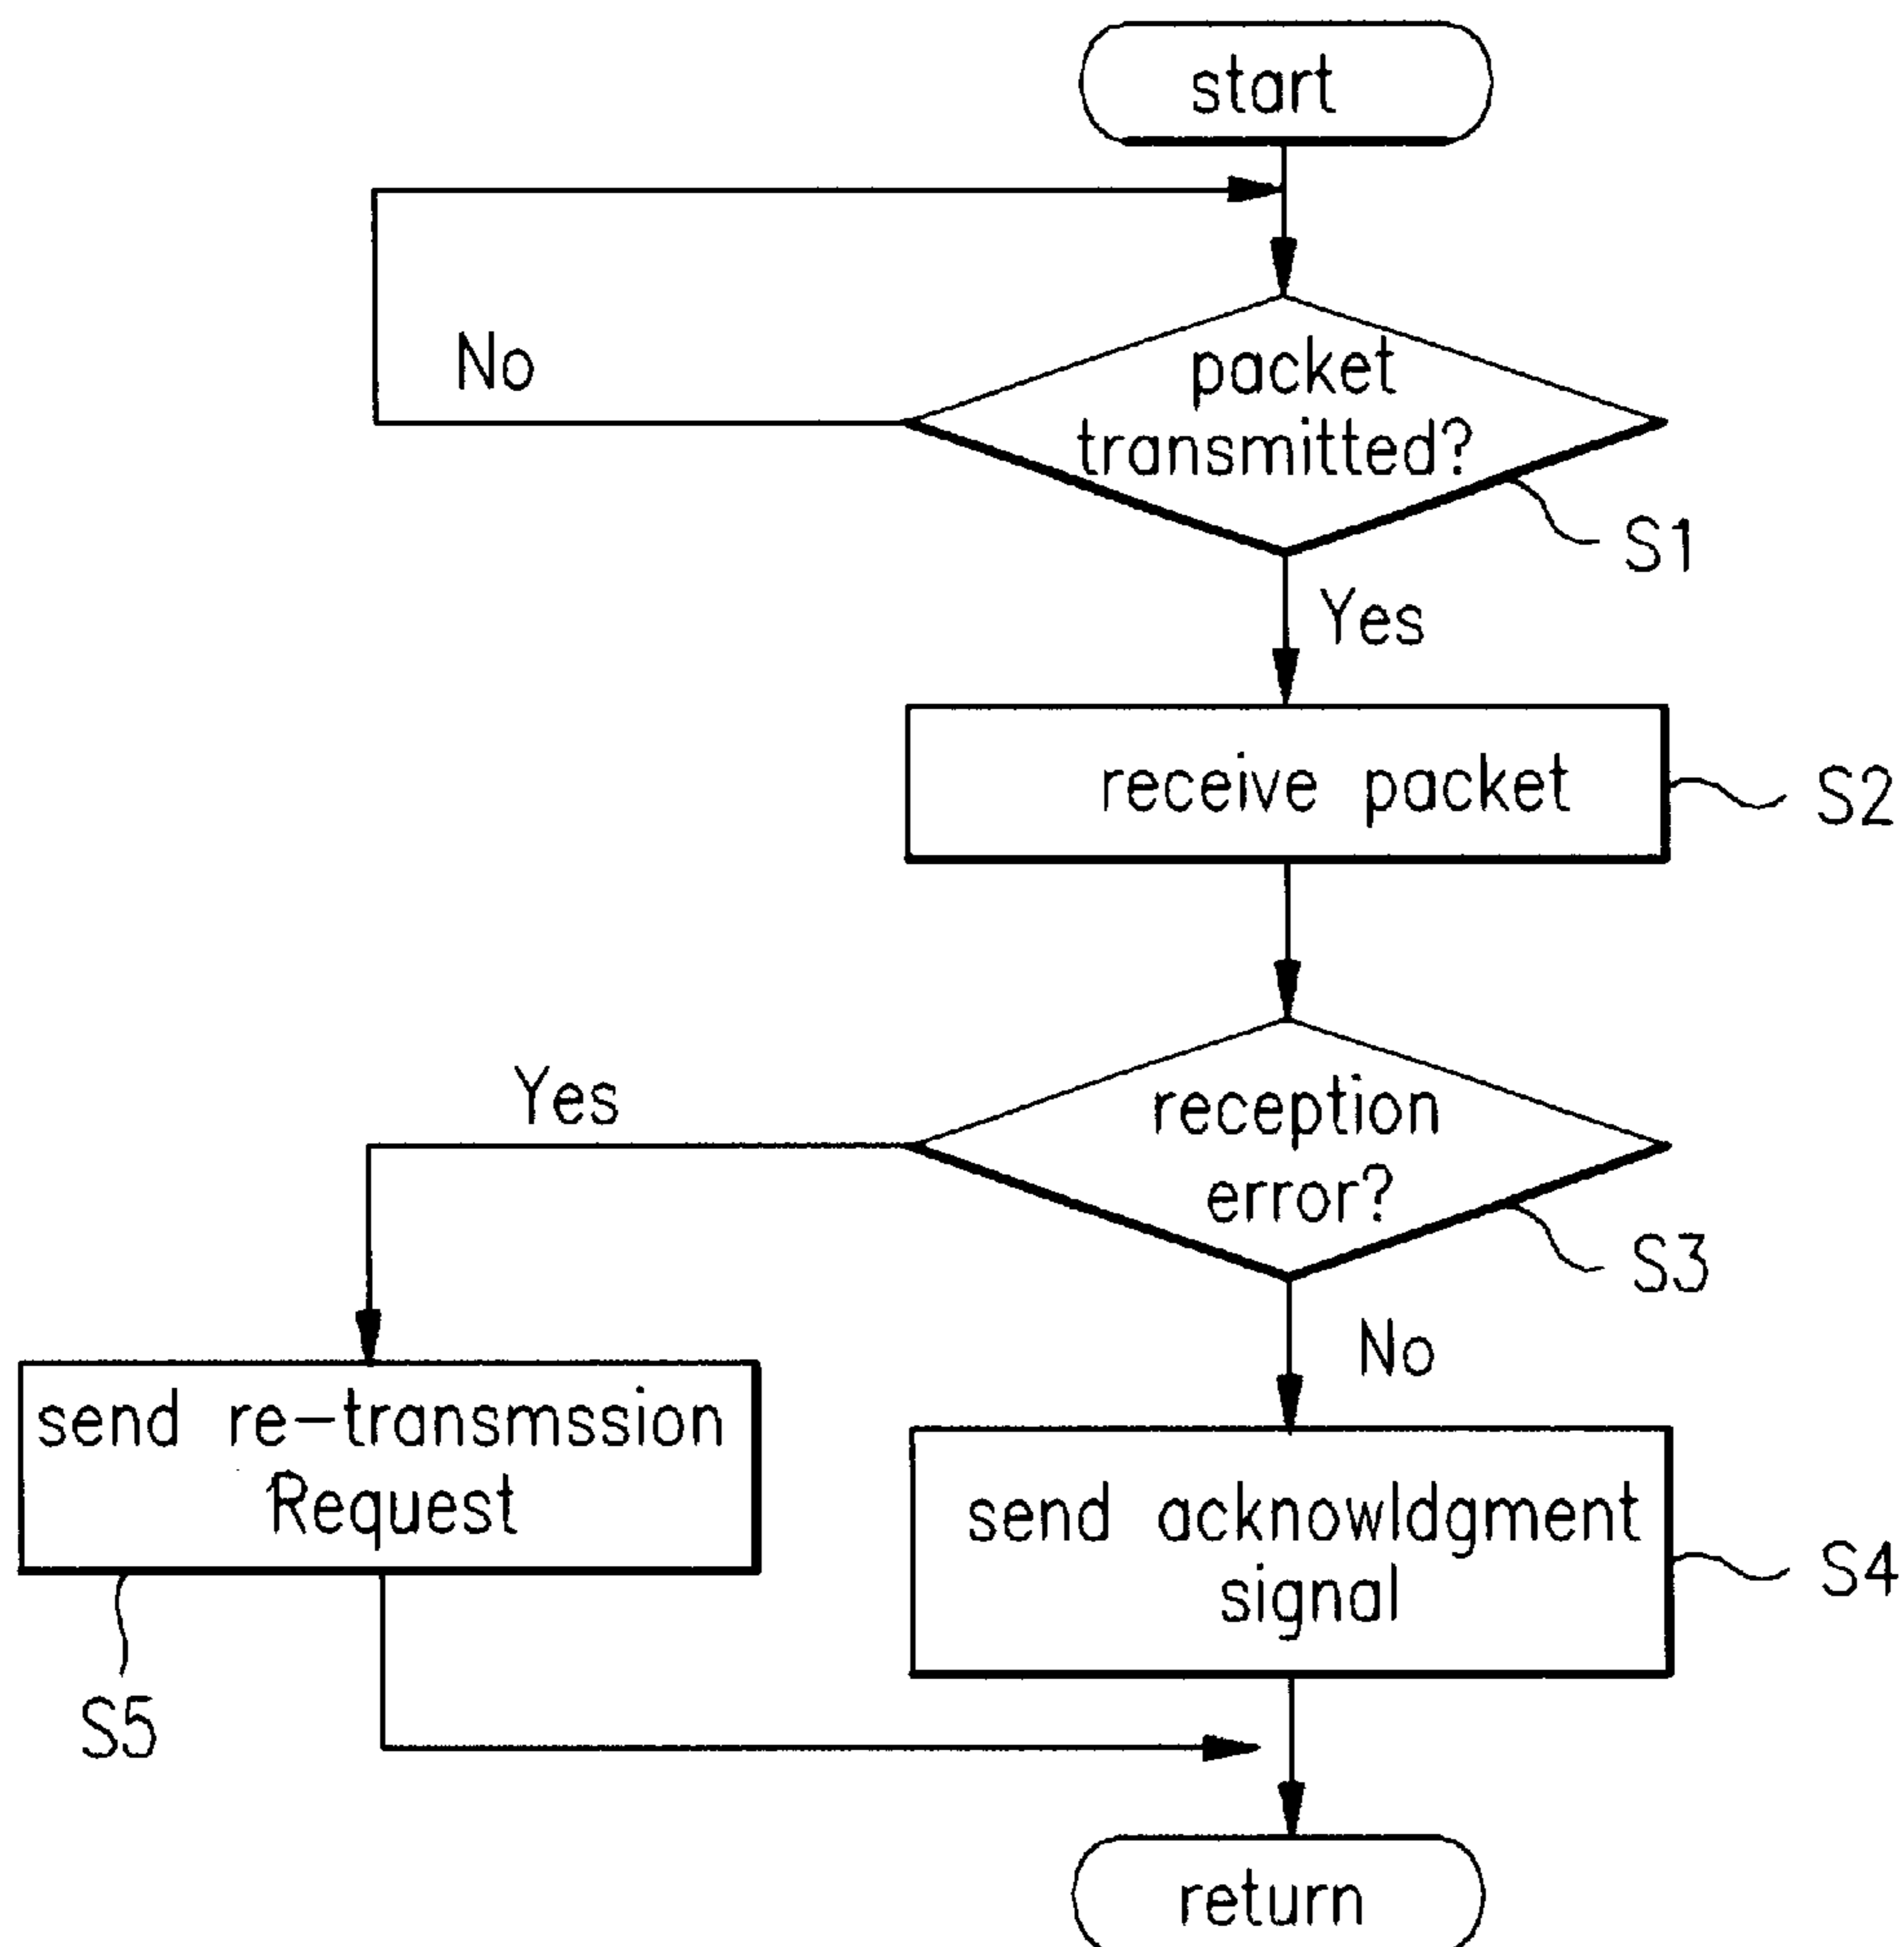 start
No
packet
transmitted?
S1
Yes
receive packet
S2
Yes
reception
error?
S3
No
send re-transmssion
Request
send acknowldgment
signal
S4
S5
return